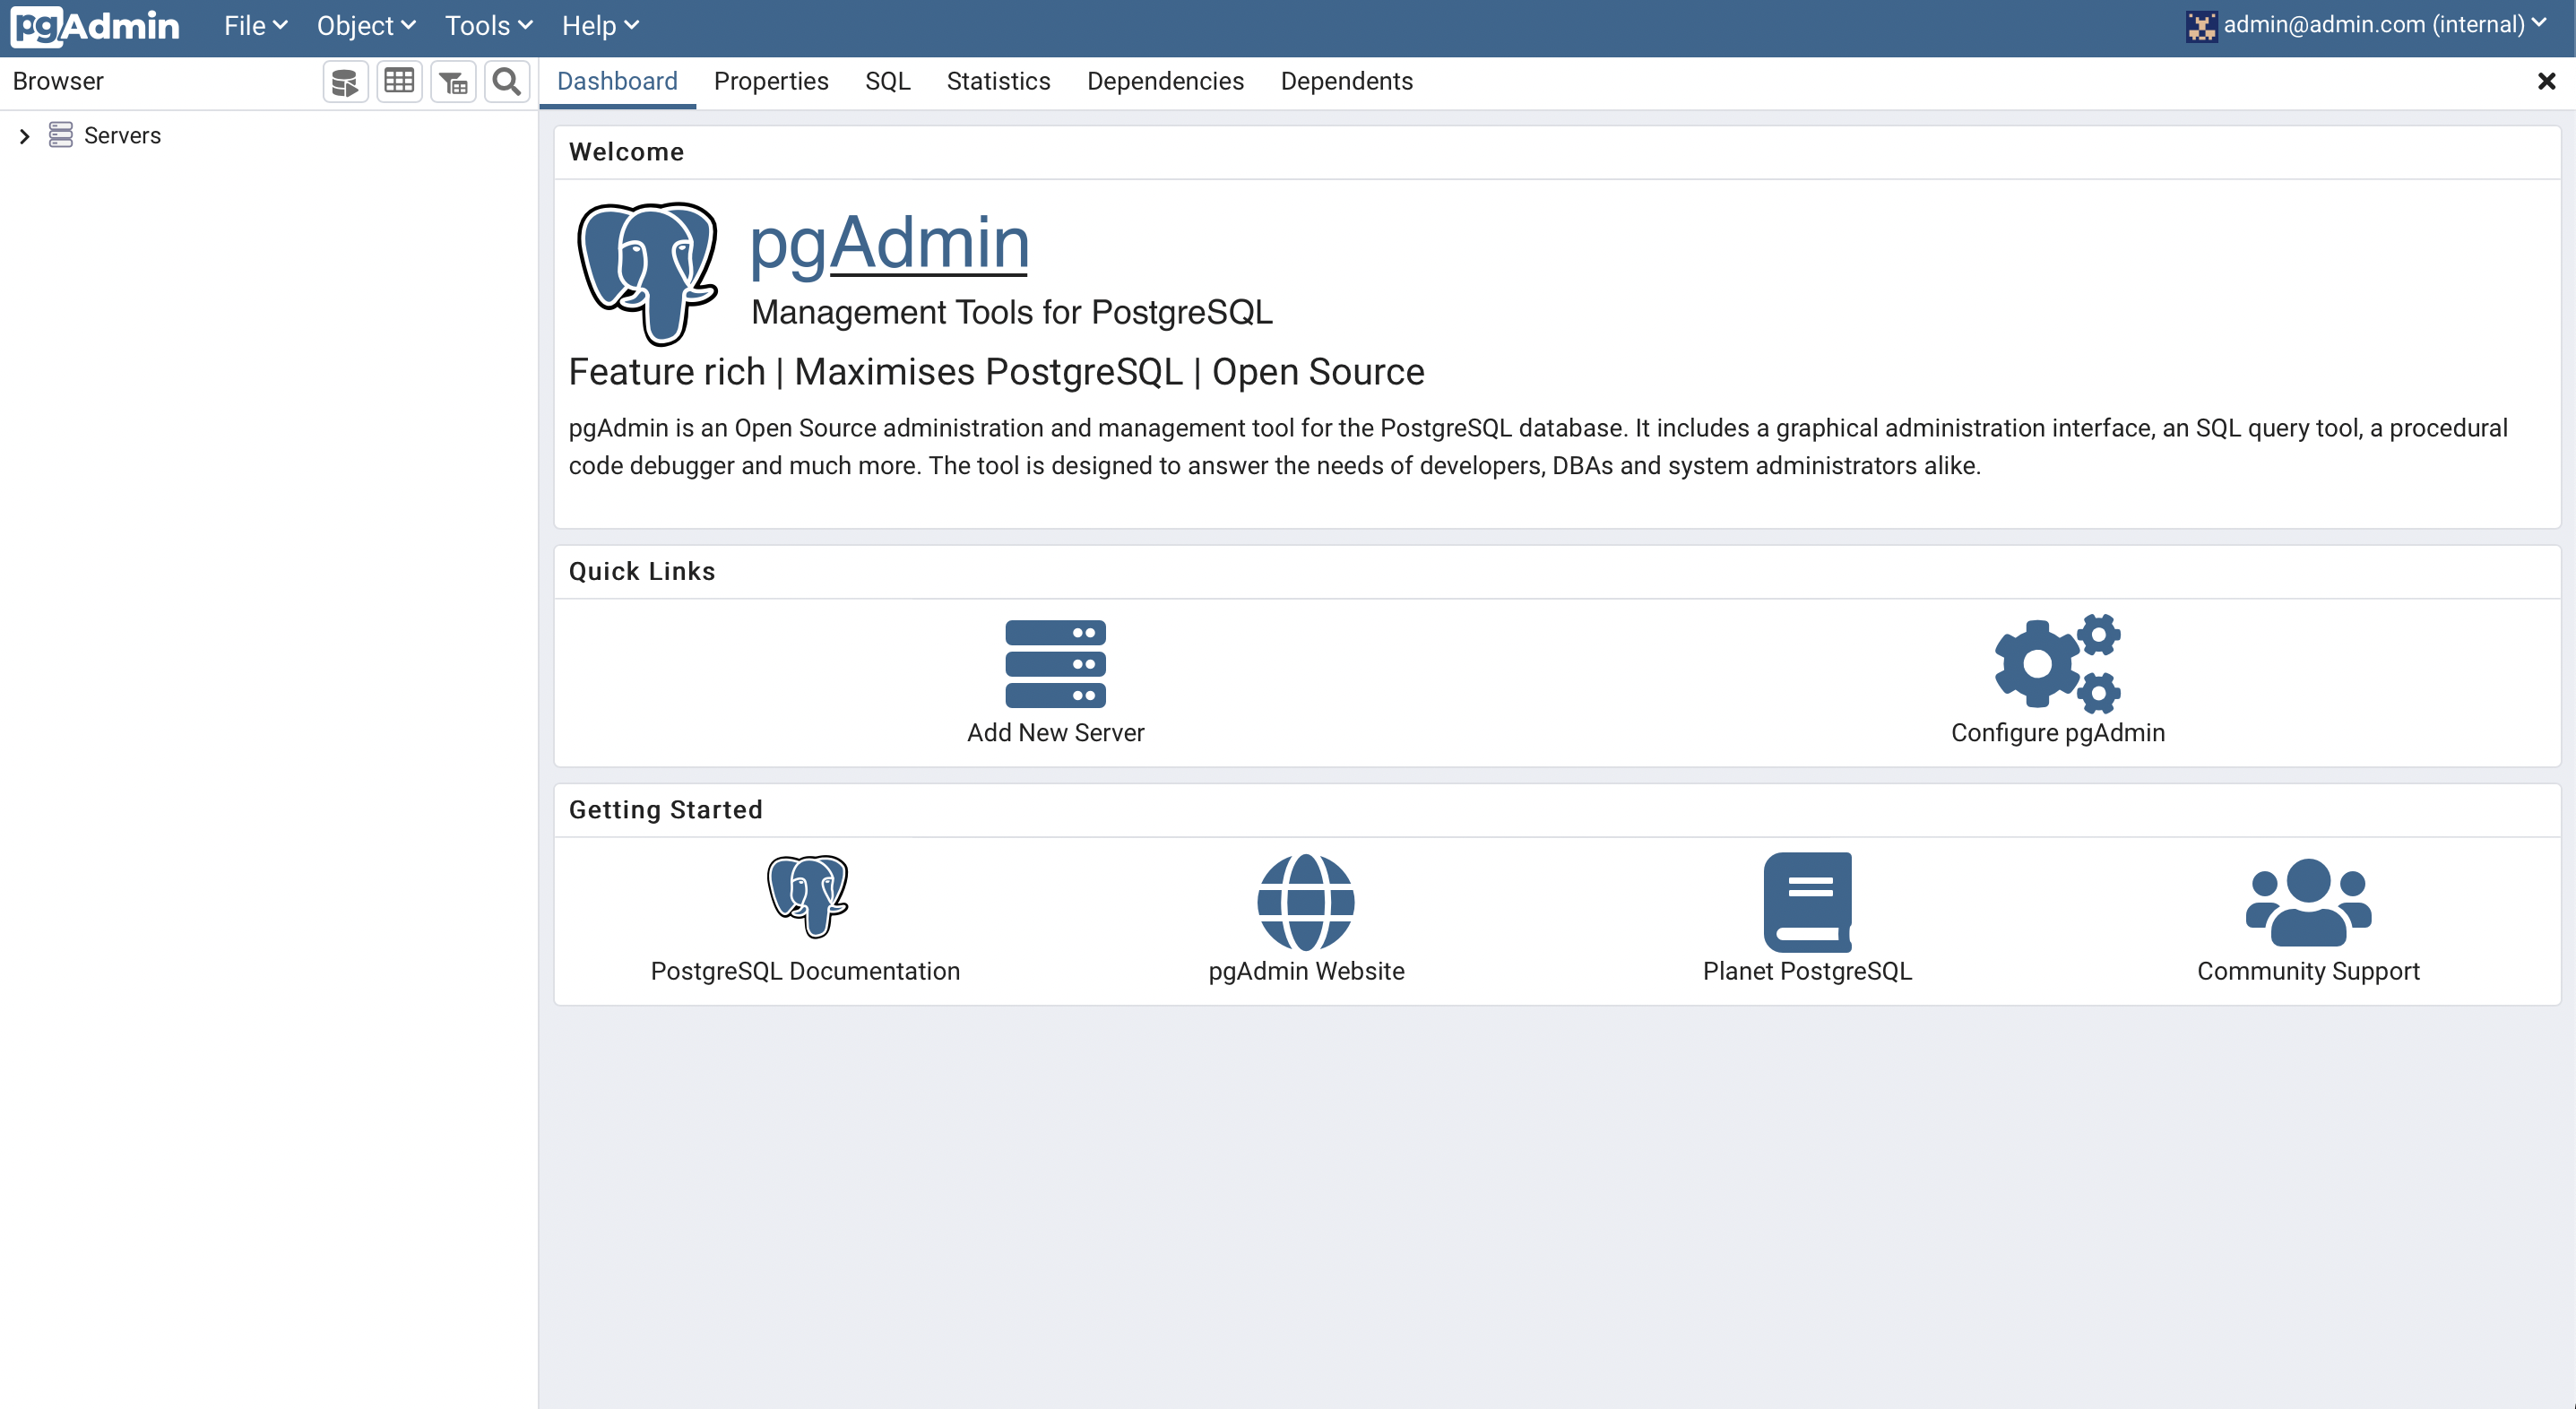 pgAdmin File Object Tools Help admin@admin.com (internal)
Browser
Dashboard Properties SQL Statistics Dependencies Dependents
Servers
Welcome
pgAdmin
Management Tools for PostgreSQL
Feature rich | Maximises PostgreSQL | Open Source
pgAdmin is an Open Source administration and management tool for the PostgreSQL database. It includes a graphical administration interface, an SQL query tool, a procedural
code debugger and much more. The tool is designed to answer the needs of developers, DBAs and system administrators alike.
Quick Links
Add New Server Configure pgAdmin
Getting Started
PostgreSQL Documentation pgAdmin Website Planet PostgreSQL Community Support